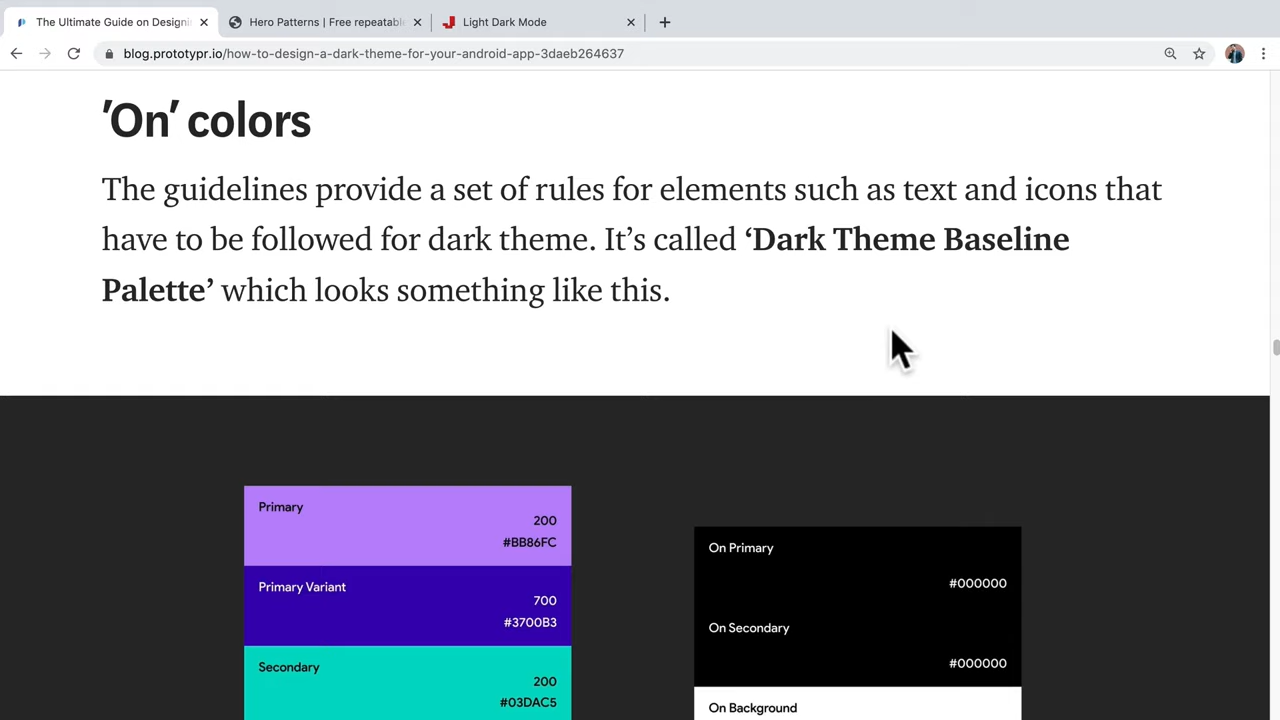 The Ultimate Guide on Designi
Hero Patterns | Free repeatable
Light Dark Mode
blog.prototypr.io/how-to-design-a-dark-theme-for-your-android-app-3daeb264637
'On' colors
The guidelines provide a set of rules for elements such as text and icons that
have to be followed for dark theme. It's called ‘Dark Theme Baseline
Palette’ which looks something like this.
Primary
200
#BB86FC
Primary Variant
700
#3700B3
Secondary
200
#03DAC5
On Primary
#000000
On Secondary
#000000
On Background